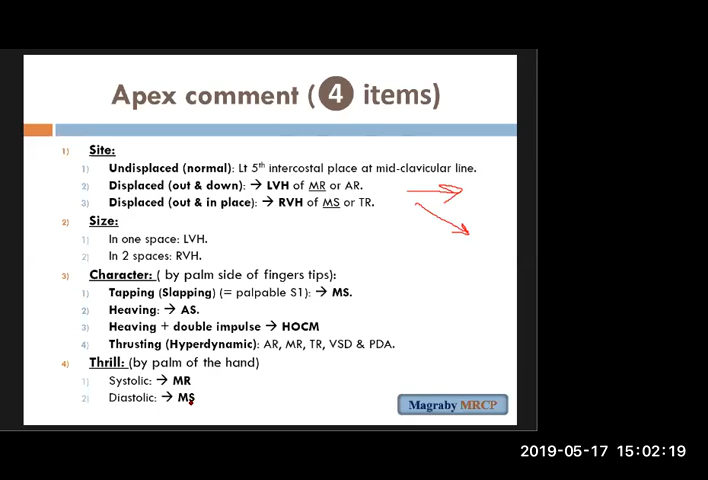 Apex comment (4 items)
1) Site:
1) Undisplaced (normal): Lt 5th intercostal place at mid-clavicular line.
2) Displaced (out & down): → LVH of MR or AR.
3) Displaced (out & in place): → RVH of MS or TR.
2) Size:
1) In one space: LVH.
2) In 2 spaces: RVH.
3) Character: ( by palm side of fingers tips):
1) Tapping (Slapping) (= palpable S1): → MS.
2) Heaving: → AS.
3) Heaving + double impulse → HOCM
4) Thrusting (Hyperdynamic): AR, MR, TR, VSD & PDA.
4) Thrill: (by palm of the hand)
1) Systolic: → MR
2) Diastolic: → MS
Magraby MRCP
2019-05-17 15:02:19